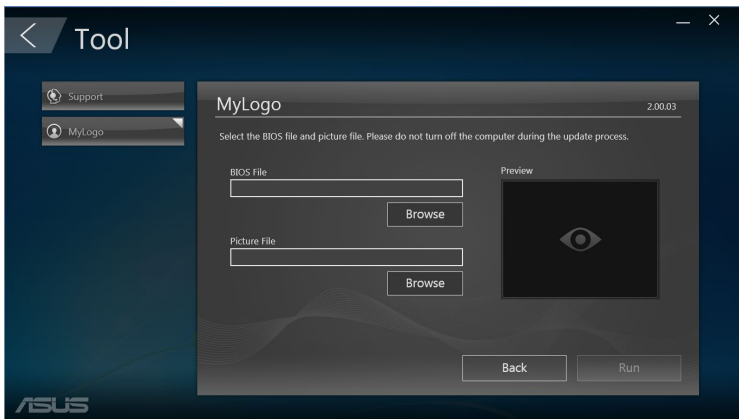 Tool
Support
MyLogo
MyLogo
2.00.03
Select the BIOS file and picture file. Please do not turn off the computer during the update process.
BIOS File
Browse
Picture File
Browse
Preview
Back
Run
ASUS